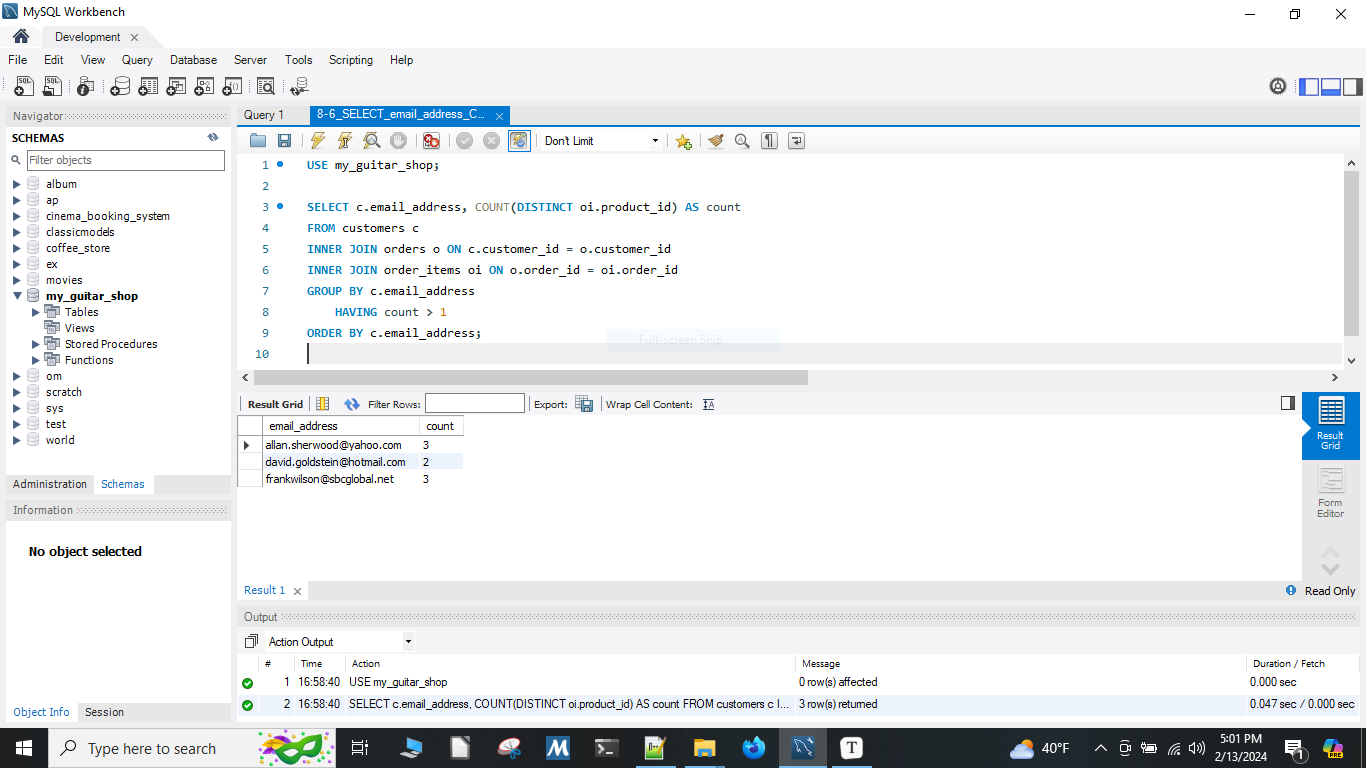 MySQL Workbench
Development
File Edit View Query Database Server Tools Scripting Help
Navigator
SCHEMAS
Filter objects
album
ap
cinema_booking_system
classicmodels
coffee_store
ex
movies
my_guitar_shop
Tables
Views
Stored Procedures
Functions
om
scratch
sys
test
world
Administration Schemas
Information
No object selected
Object Info Session
Query 1 8-6_SELECT_email_address_C...
Don't Limit
1 USE my_guitar_shop;
2
3 SELECT c.email_address, COUNT(DISTINCT oi.product_id) AS count
4 FROM customers c
5 INNER JOIN orders o ON c.customer_id = o.customer_id
6 INNER JOIN order_items oi ON o.order_id = oi.order_id
7 GROUP BY c.email_address
8 HAVING count > 1
9 ORDER BY c.email_address;
10
Full-screen Snip
Result Grid Filter Rows: Export: Wrap Cell Content:
email_address count
allan.sherwood@yahoo.com 3
david.goldstein@hotmail.com 2
frankwilson@sbcglobal.net 3
Result
Grid
Form
Editor
Result 1 Read Only
Output
Action Output
# Time Action Message Duration / Fetch
1 16:58:40 USE my_guitar_shop 0 row(s) affected 0.000 sec
2 16:58:40 SELECT c.email_address, COUNT(DISTINCT oi.product_id) AS count FROM customers c I... 3 row(s) returned 0.047 sec / 0.000 sec
Type here to search
40°F
5:01 PM
2/13/2024